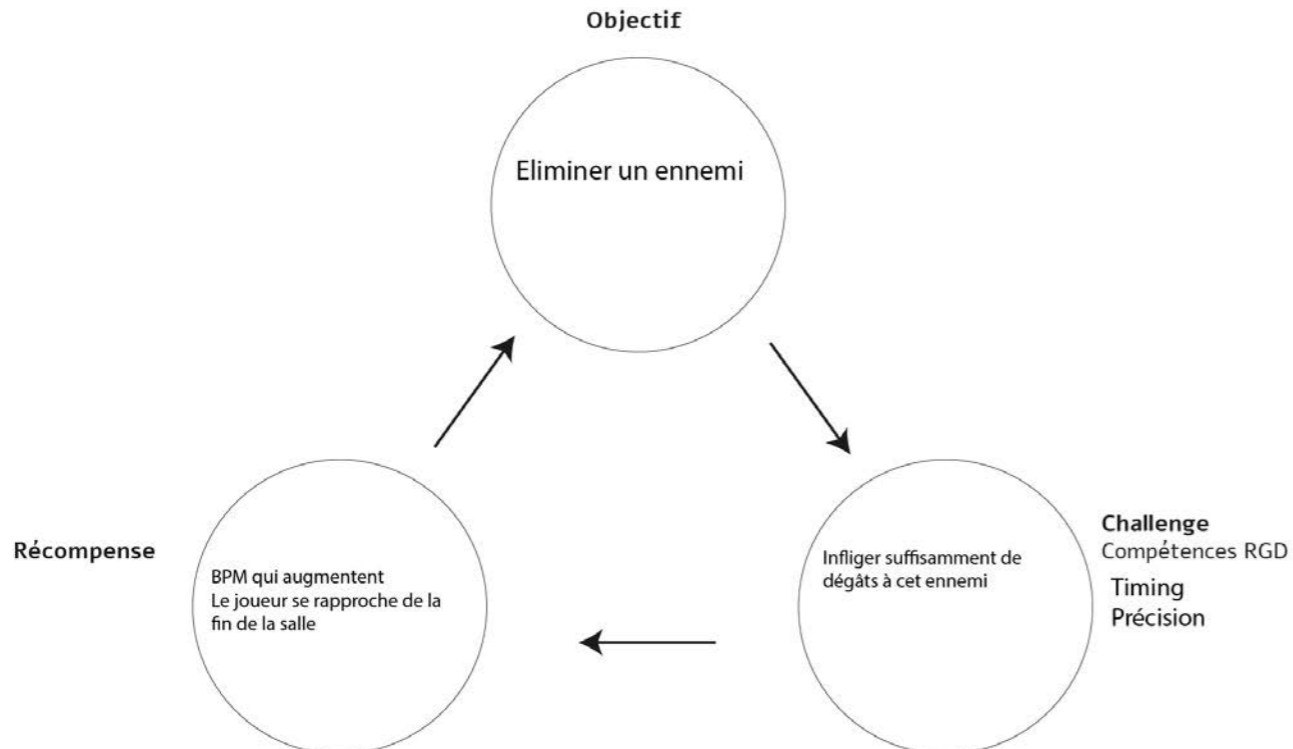 Objectif
Eliminer un ennemi
Récompense
BPM qui augmentent
Le joueur se rapproche de la
fin de la salle
Infliger suffisamment de
dégâts à cet ennemi
Challenge
Compétences RGD
Timing
Précision